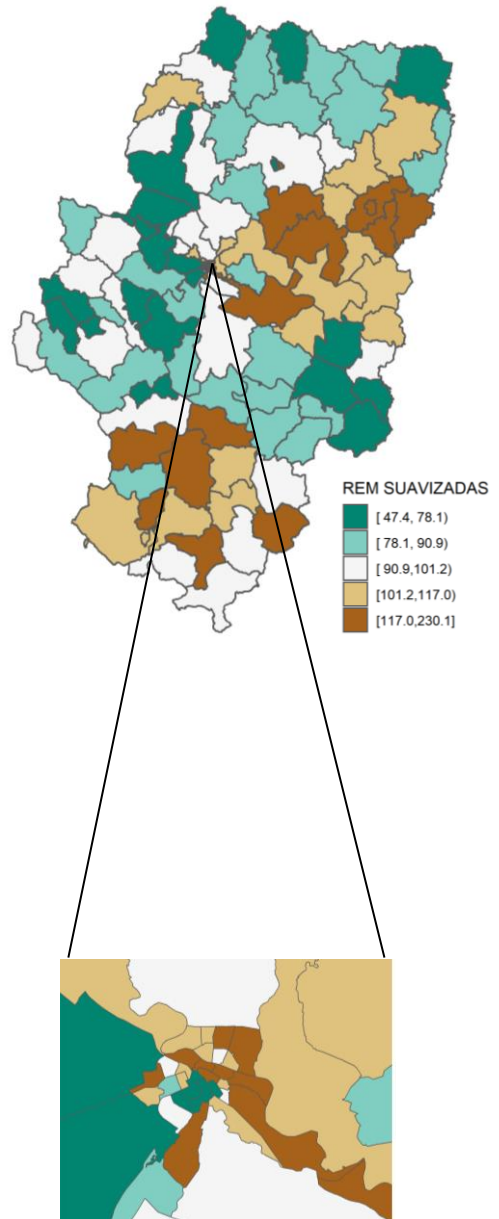 REM SUAVIZADAS
[ 47.4, 78.1)
[ 78.1, 90.9)
[ 90.9,101.2)
[101.2,117.0)
[117.0,230.1]